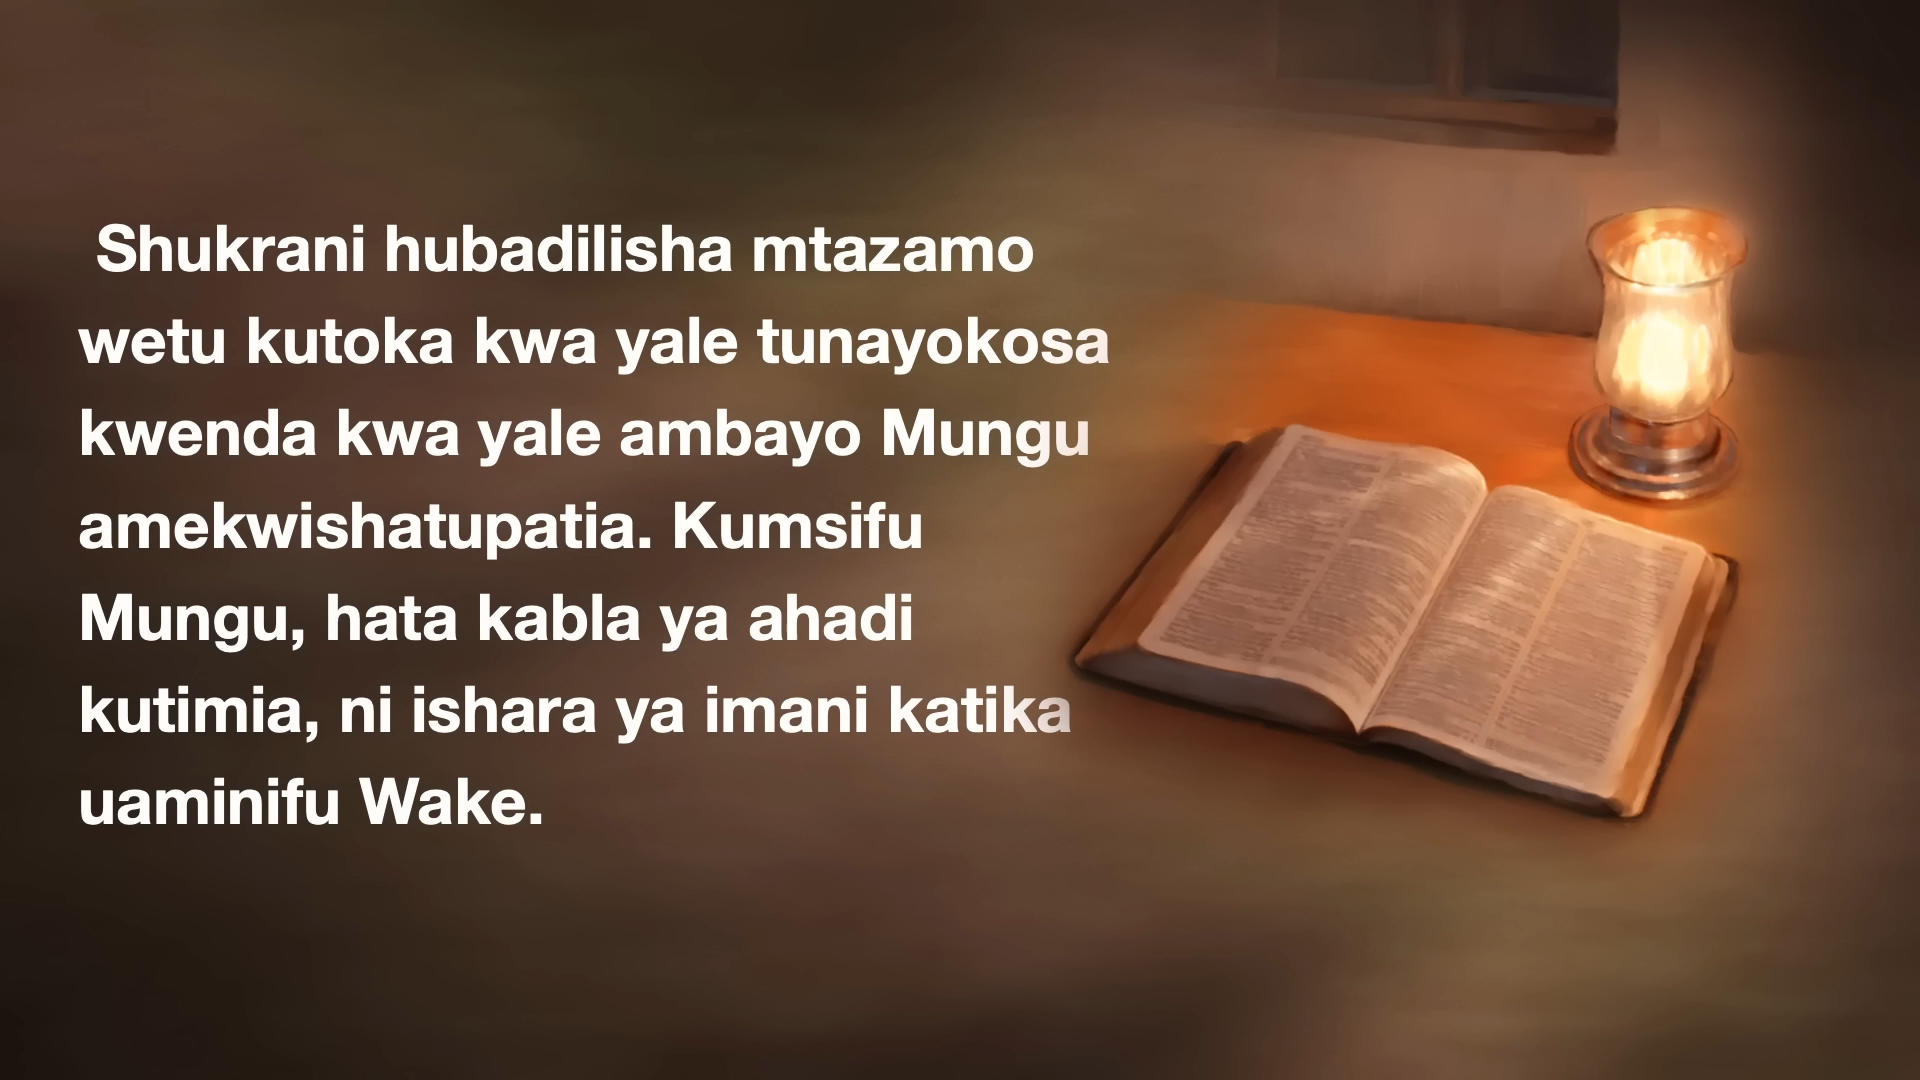 Shukrani hubadilisha mtazamo
wetu kutoka kwa yale tunayokosa
kwenda kwa yale ambayo Mungu
amekwishatupatia. Kumsifu
Mungu, hata kabla ya ahadi
kutimia, ni ishara ya imani katika
uaminifu Wake.